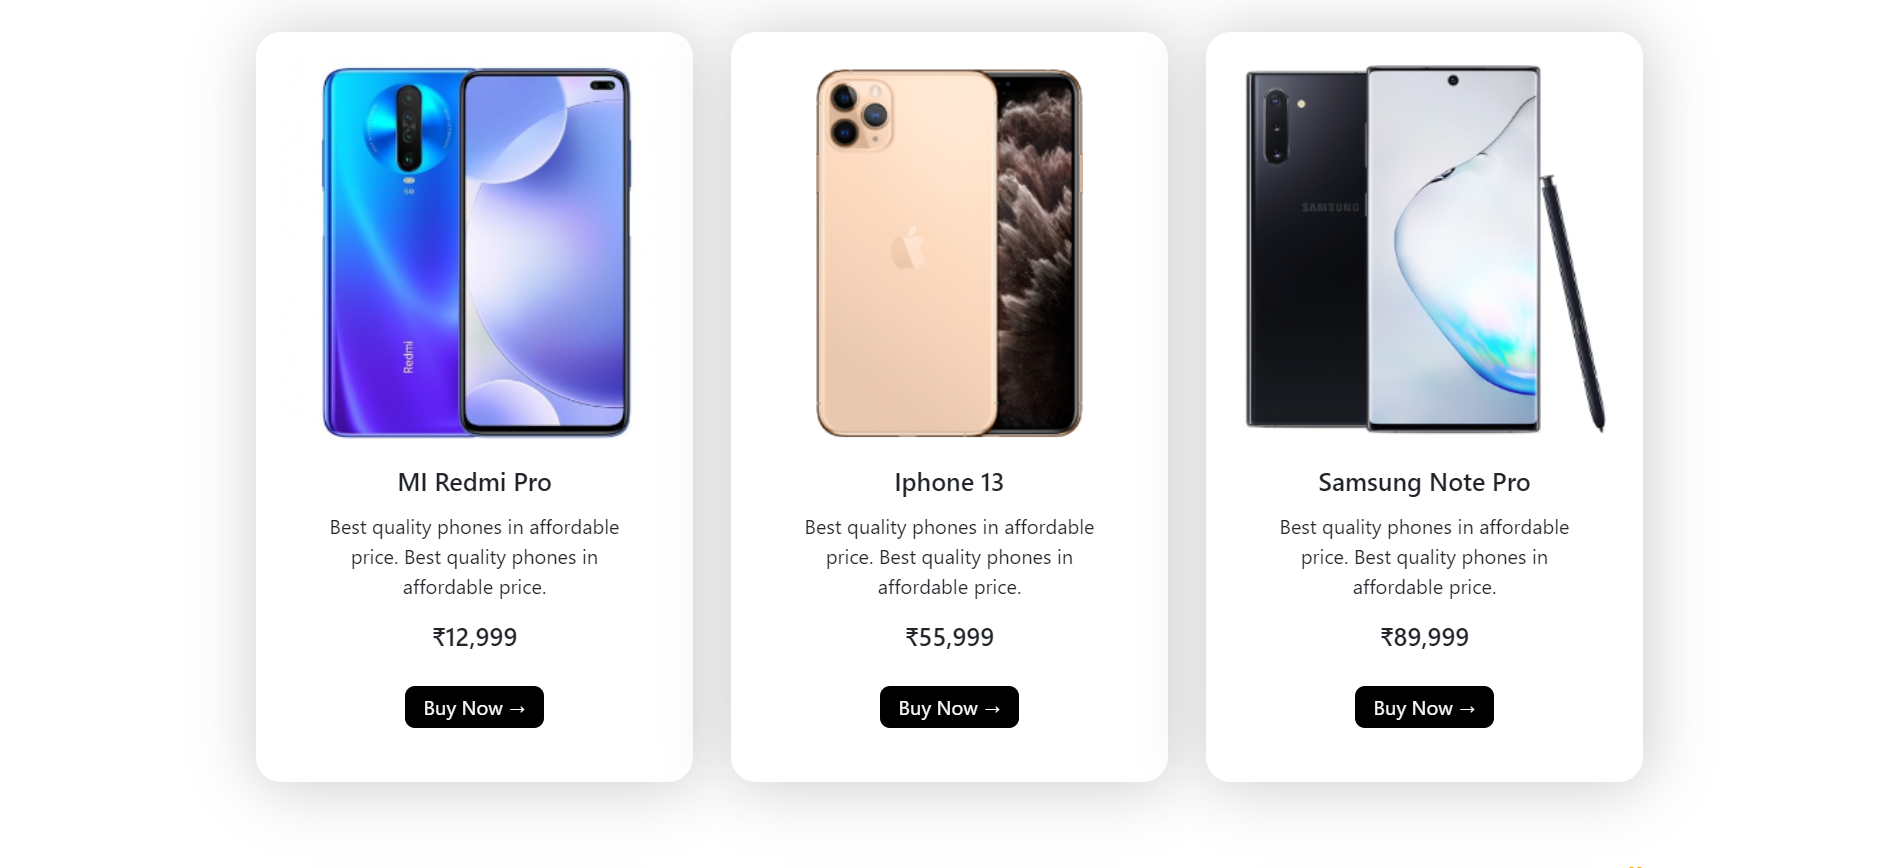 5G
Redmi
SAMSUNG
MI Redmi Pro
Best quality phones in affordable
price. Best quality phones in
affordable price.
₹12,999
Buy Now →
Iphone 13
Best quality phones in affordable
price. Best quality phones in
affordable price.
₹55,999
Buy Now →
Samsung Note Pro
Best quality phones in affordable
price. Best quality phones in
affordable price.
₹89,999
Buy Now →